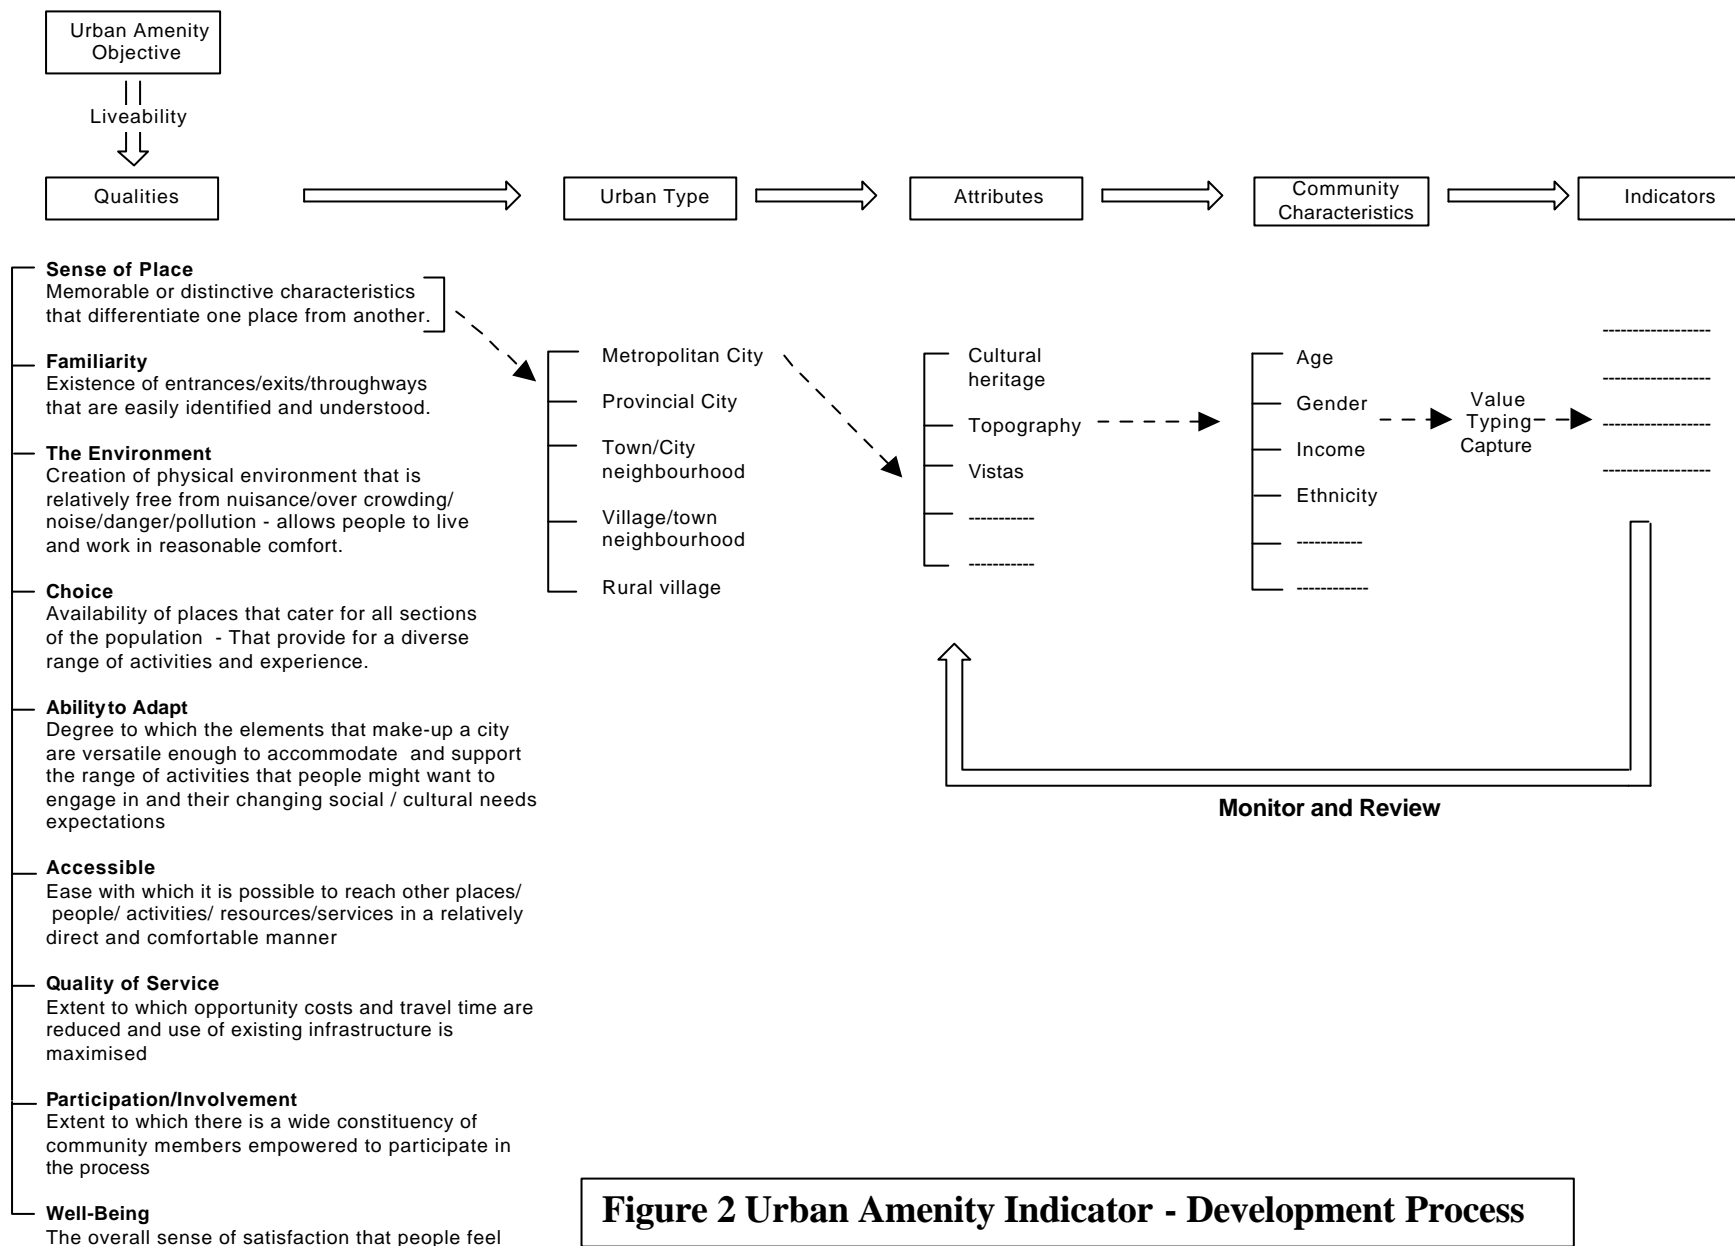 Urban Amenity
Objective
Liveability
Qualities
Urban Type
Attributes
Community
Characteristics
Indicators
Sense of Place
Memorable or distinctive characteristics
that differentiate one place from another.
Familiarity
Existence of entrances/exits/throughways
that are easily identified and understood.
The Environment
Creation of physical environment that is
relatively free from nuisance/over crowding/
noise/danger/pollution - allows people to live
and work in reasonable comfort.
Choice
Availability of places that cater for all sections
of the population - That provide for a diverse
range of activities and experience.
Ability to Adapt
Degree to which the elements that make-up a city
are versatile enough to accommodate and support
the range of activities that people might want to
engage in and their changing social / cultural needs
expectations
Accessible
Ease with which it is possible to reach other places/
people/ activities/ resources/services in a relatively
direct and comfortable manner
Quality of Service
Extent to which opportunity costs and travel time are
reduced and use of existing infrastructure is
maximised
Participation/Involvement
Extent to which there is a wide constituency of
community members empowered to participate in
the process
Well-Being
The overall sense of satisfaction that people feel
Metropolitan City
Provincial City
Town/City
neighbourhood
Village/town
neighbourhood
Rural village
Cultural
heritage
Topography
Vistas
-----------
-----------
Age
Gender
Income
Ethnicity
-----------
------------
Value
Typing
Capture
------------------
------------------
------------------
------------------
Monitor and Review
Figure 2 Urban Amenity Indicator - Development Process